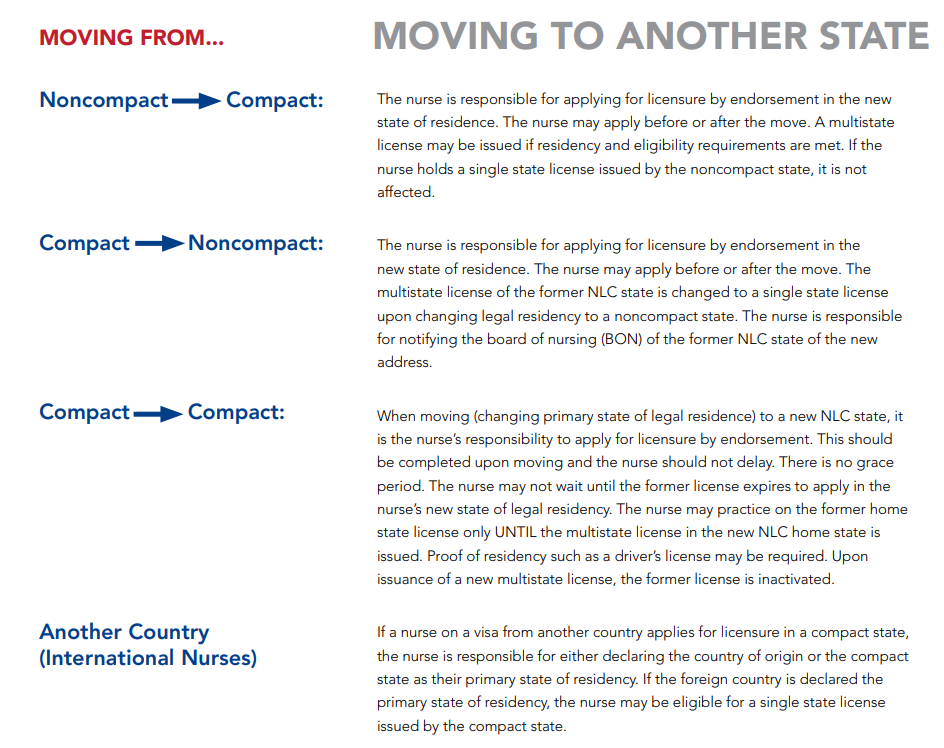 MOVING FROM...
MOVING TO ANOTHER STATE
Noncompact Compact:
The nurse is responsible for applying for licensure by endorsement in the new
state of residence. The nurse may apply before or after the move. A multistate
license may be issued if residency and eligibility requirements are met. If the
nurse holds a single state license issued by the noncompact state, it is not
affected.
Compact Noncompact:
The nurse is responsible for applying for licensure by endorsement in the
new state of residence. The nurse may apply before or after the move. The
multistate license of the former NLC state is changed to a single state license
upon changing legal residency to a noncompact state. The nurse is responsible
for notifying the board of nursing (BON) of the former NLC state of the new
address.
Compact Compact:
When moving (changing primary state of legal residence) to a new NLC state, it
is the nurse’s responsibility to apply for licensure by endorsement. This should
be completed upon moving and the nurse should not delay. There is no grace
period. The nurse may not wait until the former license expires to apply in the
nurse’s new state of legal residency. The nurse may practice on the former home
state license only UNTIL the multistate license in the new NLC home state is
issued. Proof of residency such as a driver’s license may be required. Upon
issuance of a new multistate license, the former license is inactivated.
Another Country
(International Nurses)
If a nurse on a visa from another country applies for licensure in a compact state,
the nurse is responsible for either declaring the country of origin or the compact
state as their primary state of residency. If the foreign country is declared the
primary state of residency, the nurse may be eligible for a single state license
issued by the compact state.